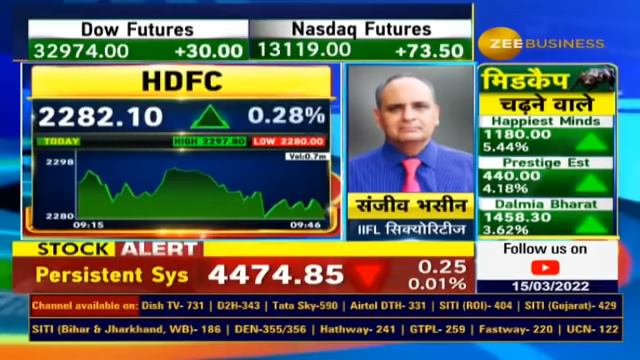 Dow Futures
32974.00 +30.00
Nasdaq Futures
13119.00 +73.50
ZEE BUSINESS
HDFC
2282.10 0.28%
TODAY HIGH 2297.80 LOW 2280.00
Vol:0.7m
2298
2280
09:15 09:46
संजीव भसीन
IIFL सिक्योरिटीज
मिडकैप
चढ़ने वाले
Happiest Minds
1180.00
5.44%
Prestige Est
440.00
4.18%
Dalmia Bharat
1458.30
3.62%
STOCK ALERT
Persistent Sys 4474.85 0.25
0.01%
Follow us on
15/03/2022
Channel available on: Dish TV- 731 | D2H-343 | Tata Sky-590 | Airtel DTH- 331 | SITI (ROI)- 404 | SITI (Gujarat)- 429
SITI (Bihar & Jharkhand, WB)- 186 | DEN-355/356 | Hathway- 241 | GTPL- 259 | Fastway- 220 | UCN- 122